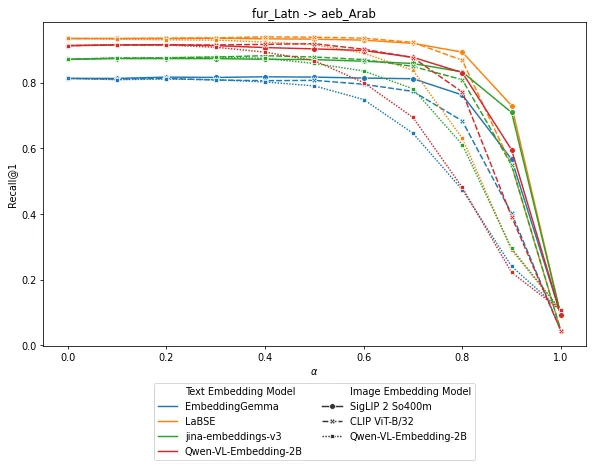 fur_Latn -> aeb_Arab
Recall@1
0.8
0.6
0.4
0.2
0.0
0.0 0.2 0.4 0.6 0.8 1.0
α
Text Embedding Model Image Embedding Model
EmbeddingGemma SigLIP 2 So400m
LaBSE CLIP ViT-B/32
jina-embeddings-v3 Qwen-VL-Embedding-2B
Qwen-VL-Embedding-2B